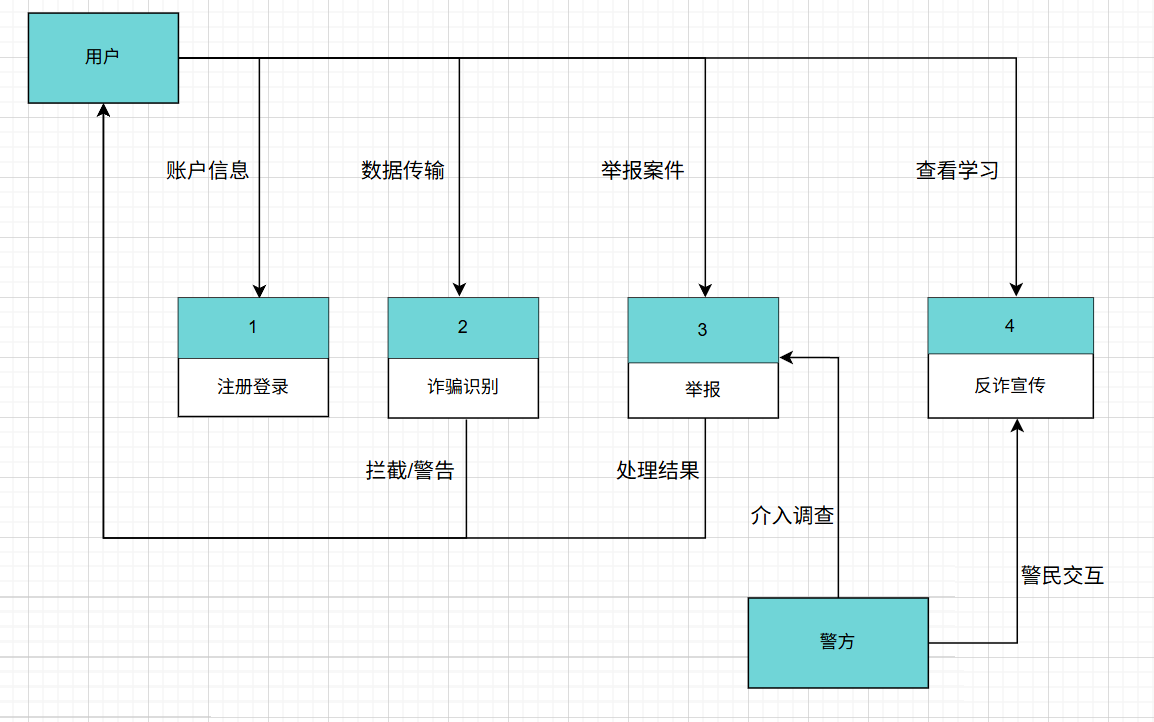 用户
账户信息
数据传输
举报案件
查看学习
1
2
3
4
注册登录
诈骗识别
举报
反诈宣传
拦截/警告
处理结果
介入调查
警民交互
警方